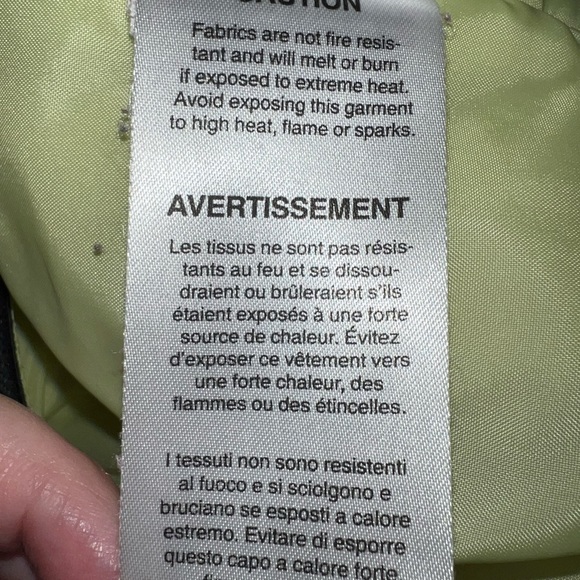 CAUTION
Fabrics are not fire resis-
tant and will melt or burn
if exposed to extreme heat.
Avoid exposing this garment
to high heat, flame or sparks.
AVERTISSEMENT
Les tissus ne sont pas résis-
tants au feu et se dissou-
draient ou brûleraient s'ils
étaient exposés à une forte
source de chaleur. Évitez
d'exposer ce vêtement vers
une forte chaleur, des
flammes ou des étincelles.
I tessuti non sono resistenti
al fuoco e si sciolgono e
bruciano se esposti a calore
estremo. Evitare di esporre
questo capo a calore forte,